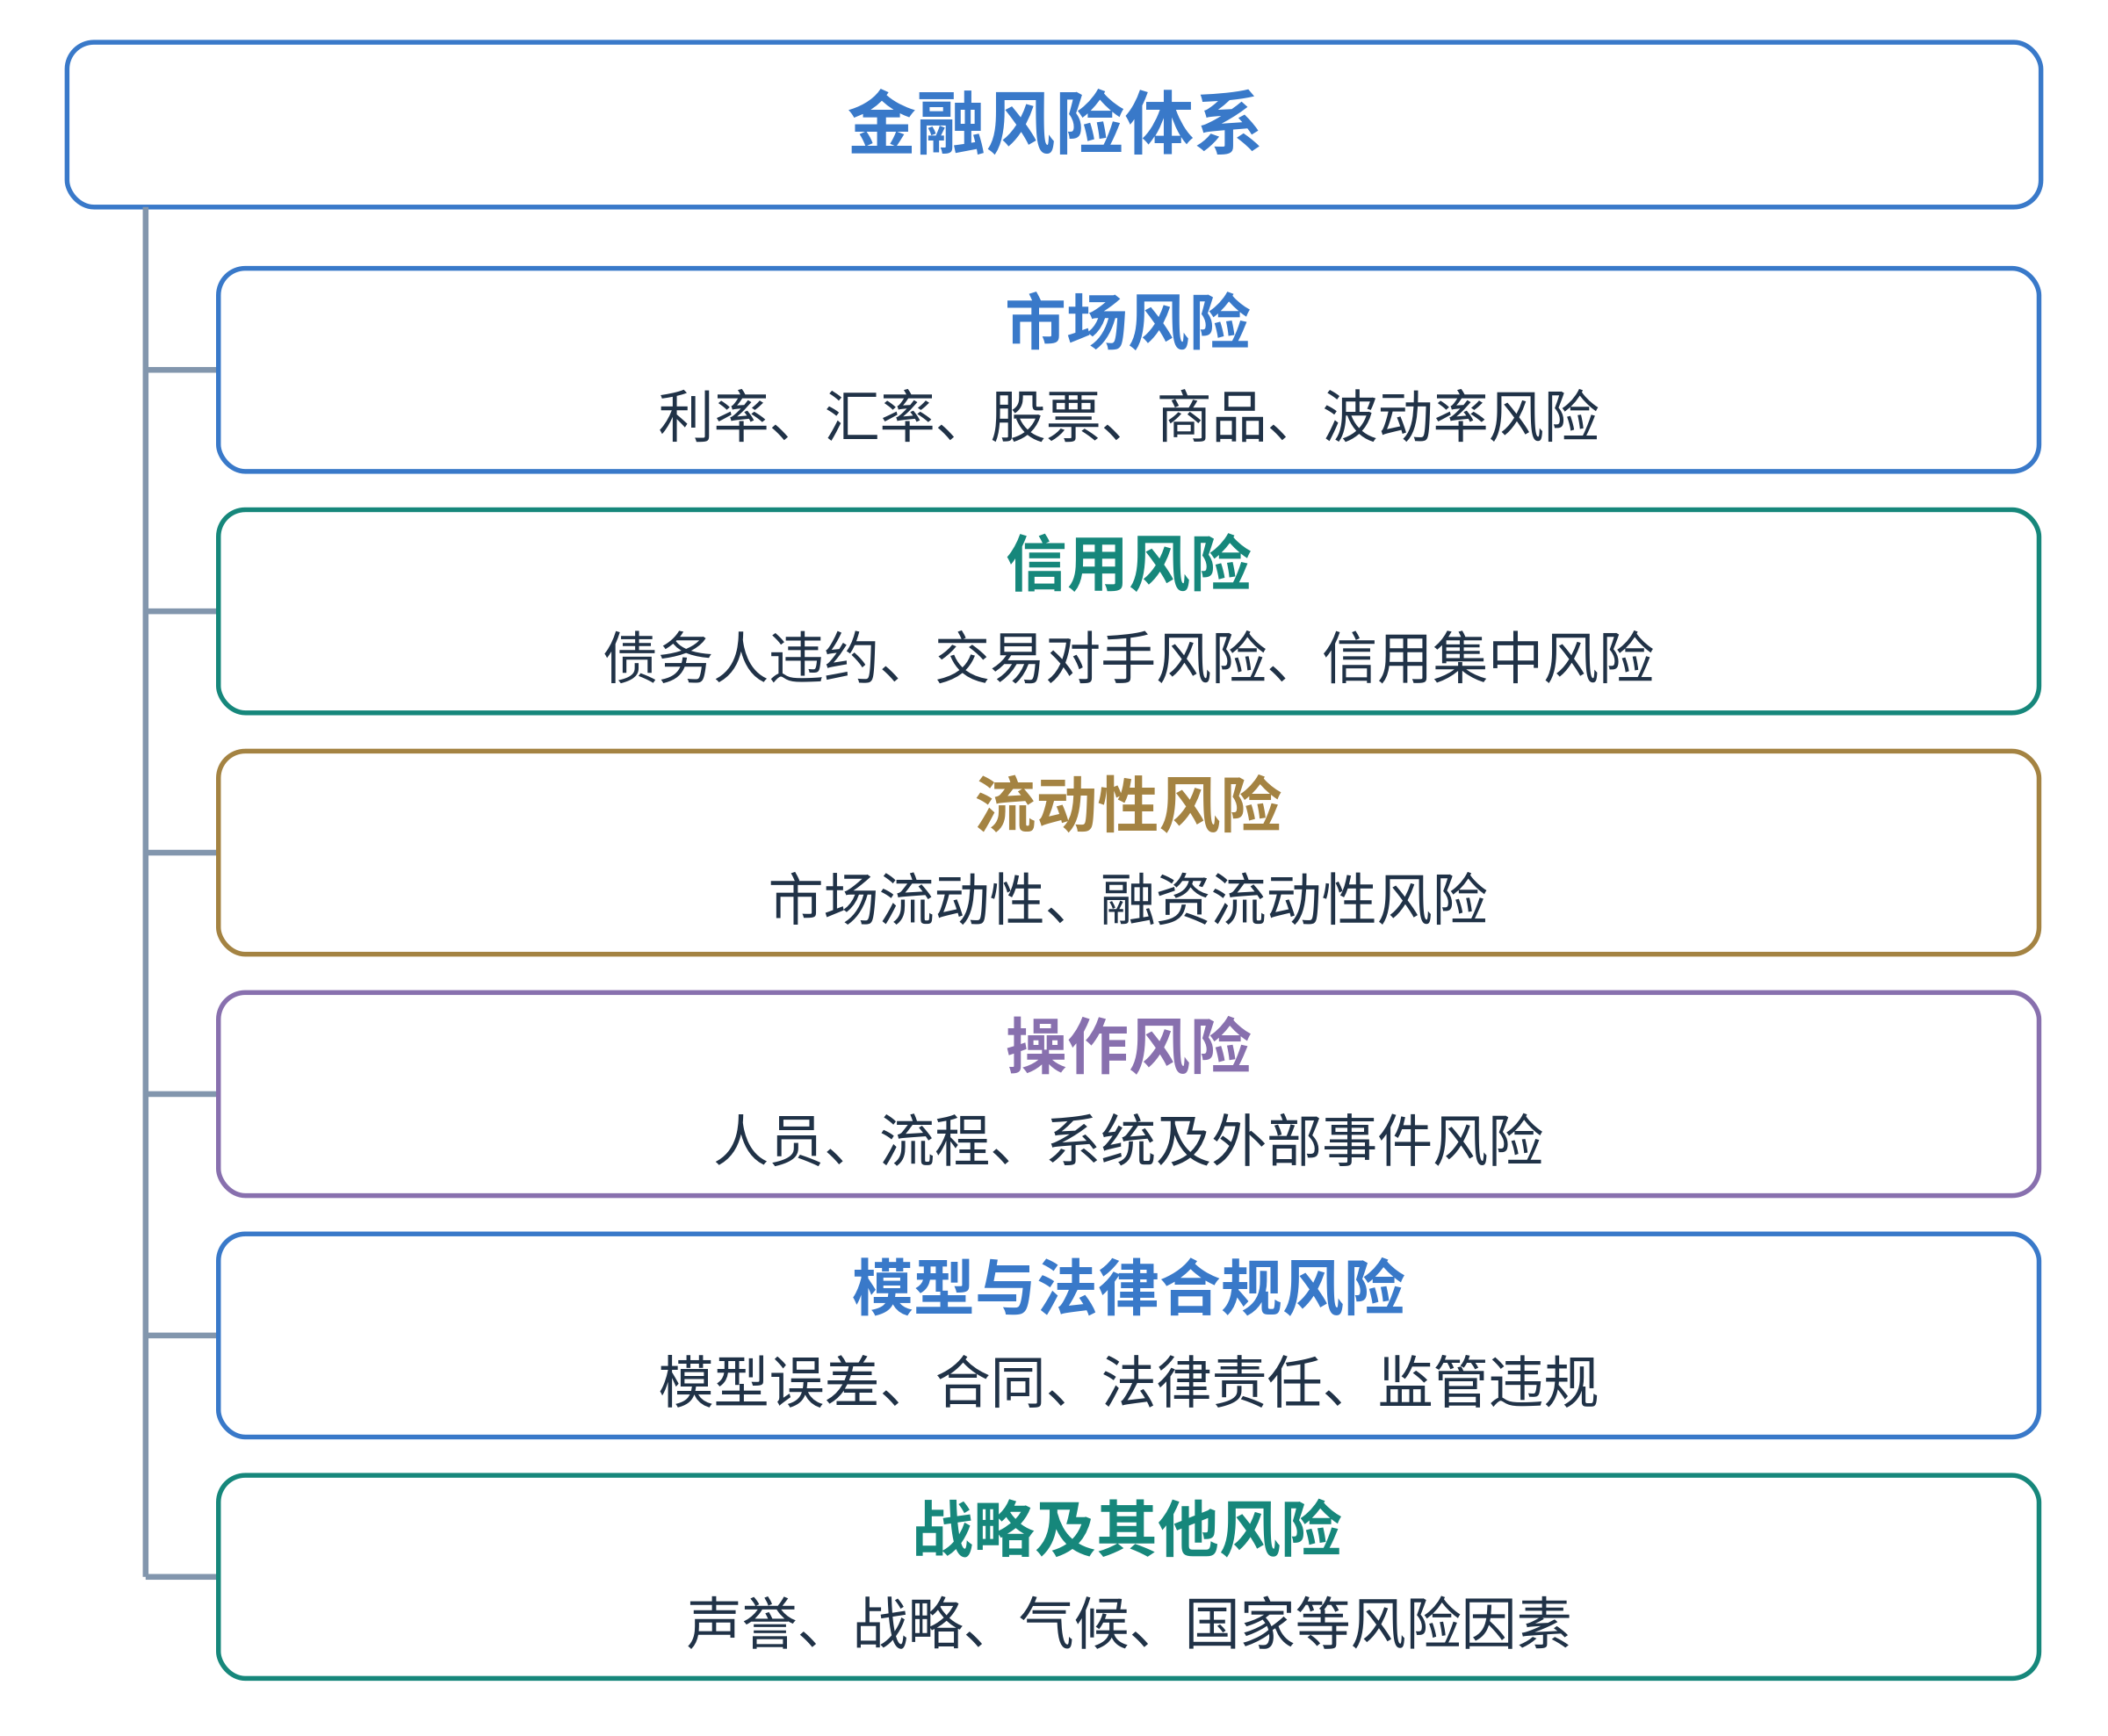 金融风险体系
市场风险
利率、汇率、股票、商品、波动率风险
信用风险
债务人违约、交易对手风险、信用集中风险
流动性风险
市场流动性、融资流动性风险
操作风险
人员、流程、系统及外部事件风险
模型与法律合规风险
模型误差、合同、法律责任、监管违规
战略及其他风险
声誉、战略、气候、国家等风险因素